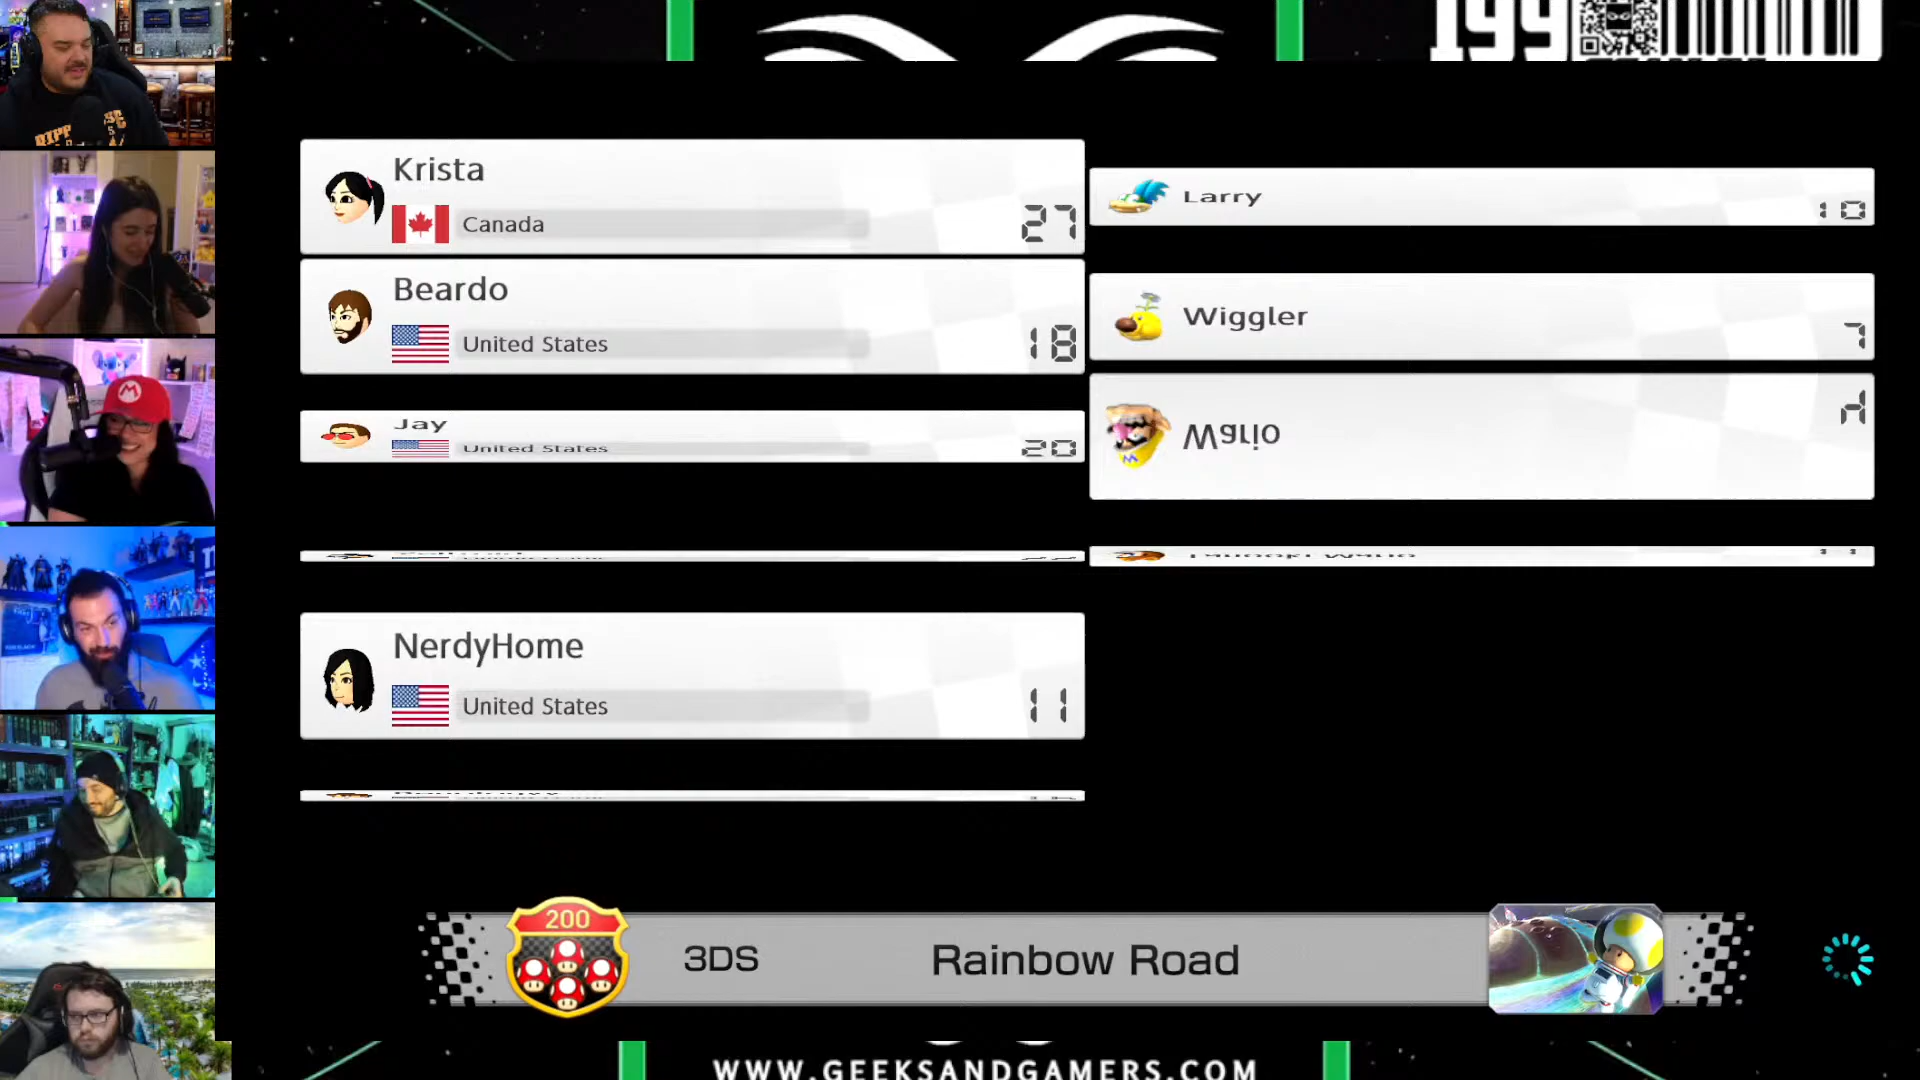 199
Krista
Canada
27
Beardo
United States
18
Jay
United States
20
NerdyHome
United States
11
Larry
10
Wiggler
7
Wario
200
3DS
Rainbow Road
WWW.GEEKSANDGAMERS.COM